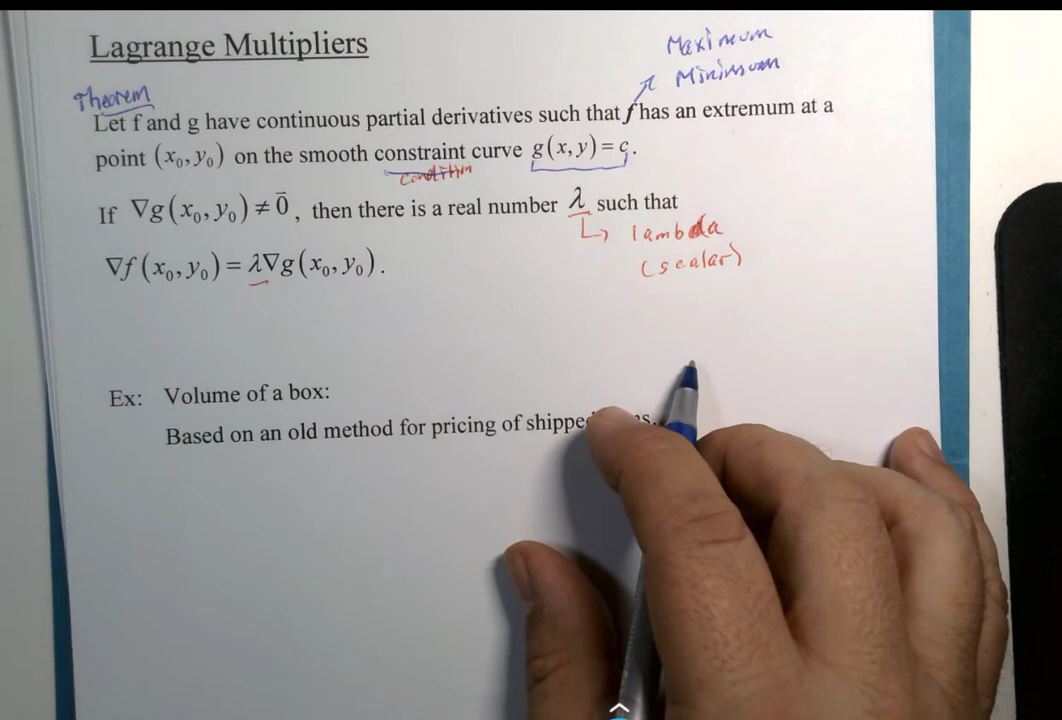 Lagrange Multipliers
Maximum
Minimum
Theorem
Let f and g have continuous partial derivatives such that f has an extremum at a
point (x₀, y₀) on the smooth constraint curve g(x, y) = c.
condition
If ∇g(x₀, y₀) ≠ 0⃗, then there is a real number λ such that
lambda
(scalar)
∇f(x₀, y₀) = λ∇g(x₀, y₀).
Ex: Volume of a box:
Based on an old method for pricing of shipped